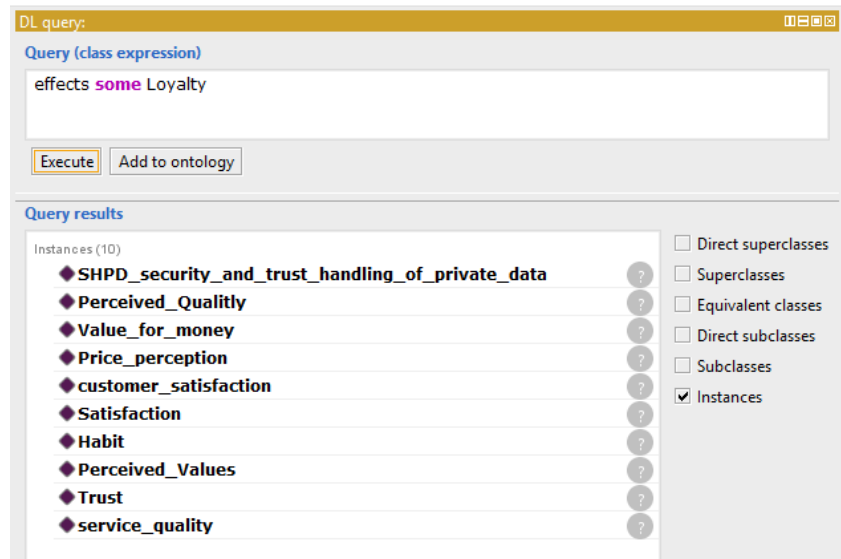 DL query:
Query (class expression)
effects some Loyalty
Execute
Add to ontology
Query results
Instances (10)
SHPD_security_and_trust_handling_of_private_data ?
Perceived_Qualitly ?
Value_for_money ?
Price_perception ?
customer_satisfaction ?
Satisfaction ?
Habit ?
Perceived_Values ?
Trust ?
service_quality ?
Direct superclasses
Superclasses
Equivalent classes
Direct subclasses
Subclasses
Instances